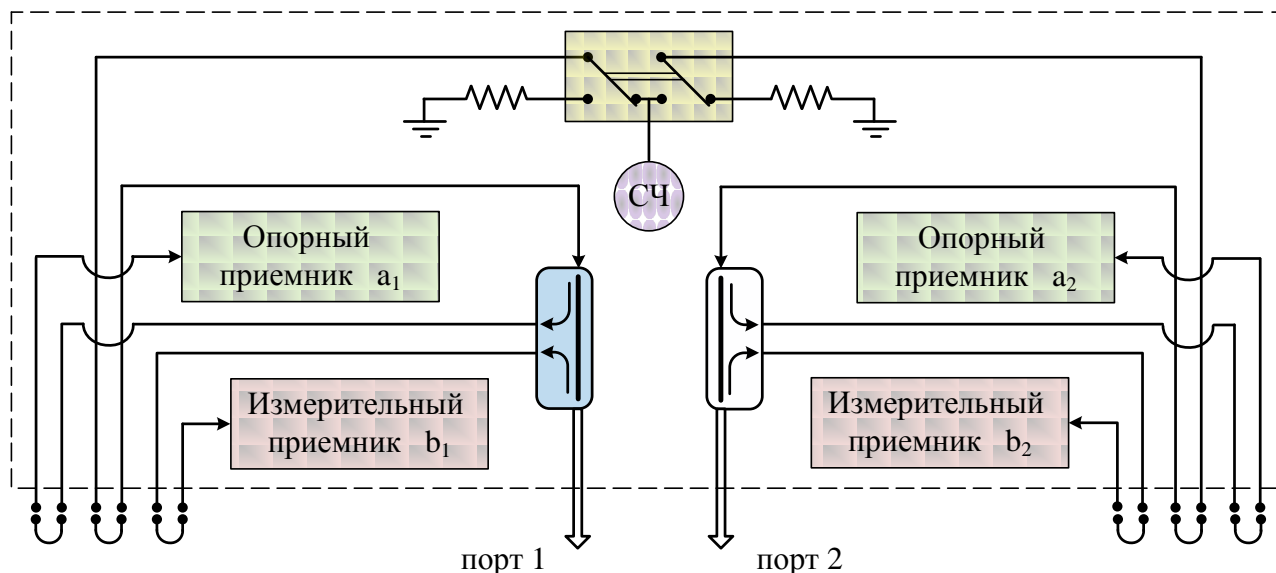 СЧ
Опорный
приемник a₁
Опорный
приемник a₂
Измерительный
приемник b₁
Измерительный
приемник b₂
порт 1
порт 2